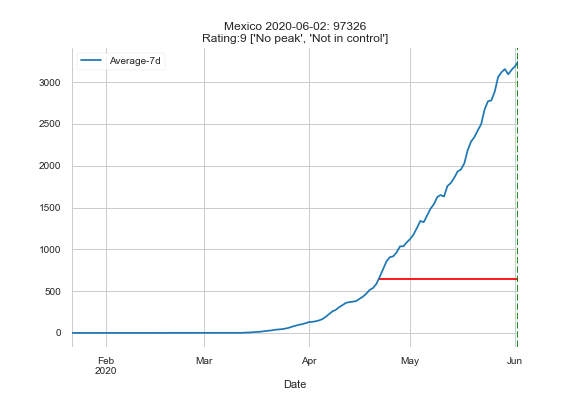 Mexico 2020-06-02: 97326
Rating:9 ['No peak', 'Not in control']
Average-7d
3000
2500
2000
1500
1000
500
0
Feb
2020
Mar
Apr
May
Jun
Date